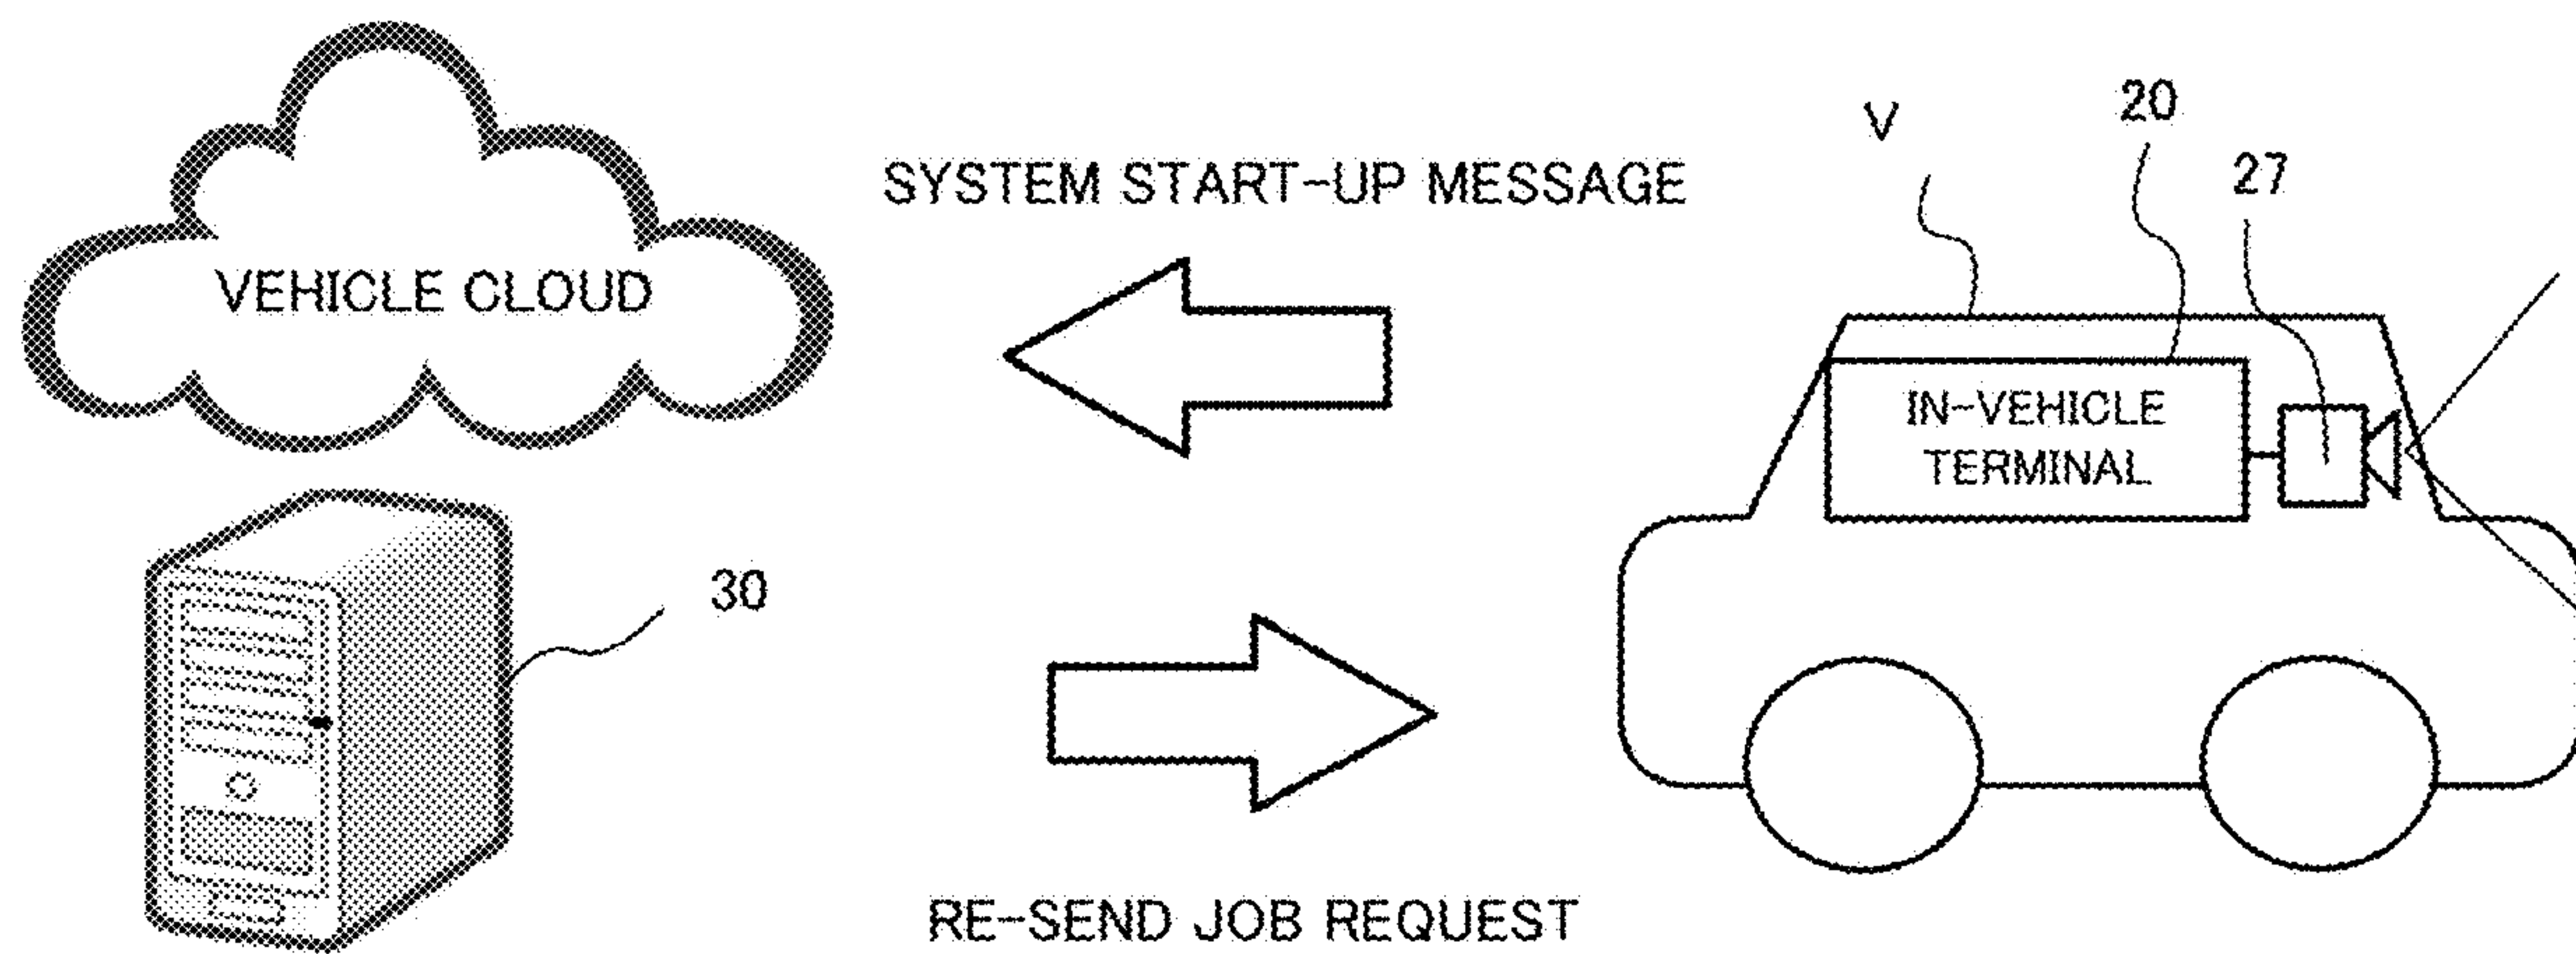 V
20
27
SYSTEM START-UP MESSAGE
VEHICLE CLOUD
IN-VEHICLE
TERMINAL
30
RE-SEND JOB REQUEST